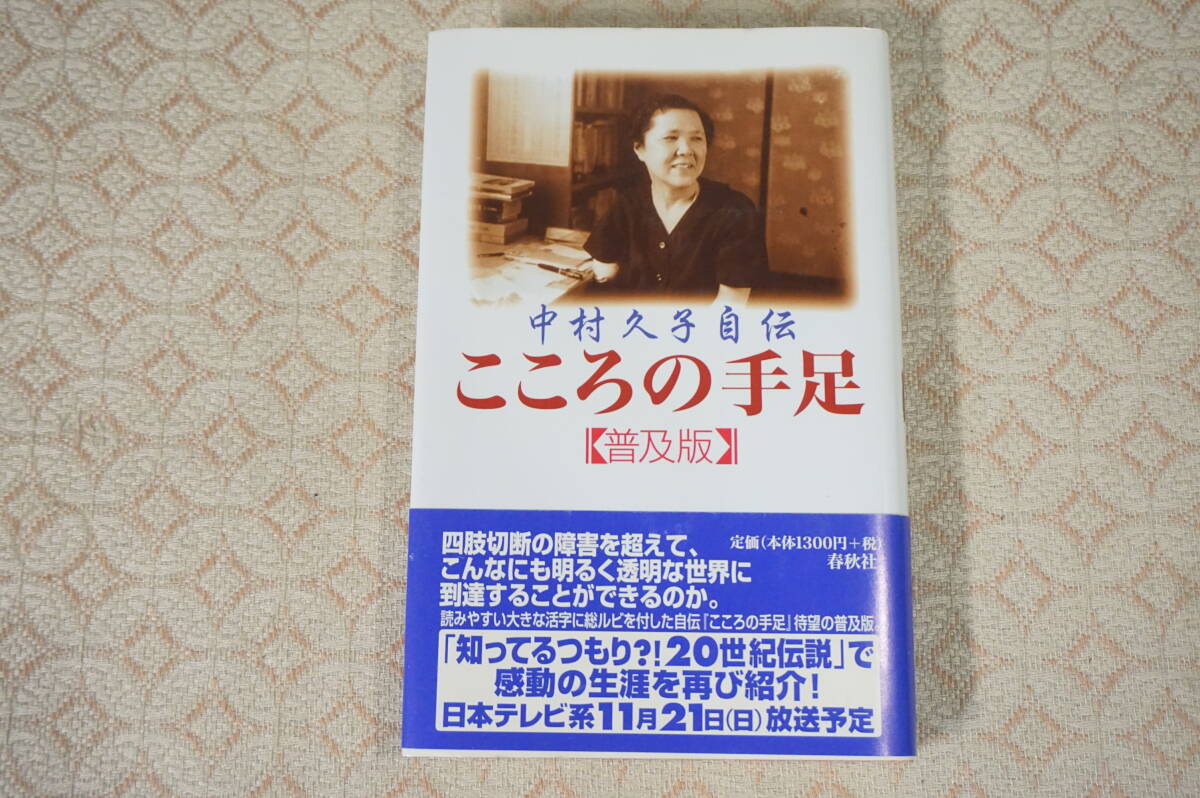 中村久子自伝
こころの手足
【普及版】
四肢切断の障害を超えて、
こんなにも明るく透明な世界に
到達することができるのか。
定価(本体1300円+税)
春秋社
読みやすい大きな活字に総ルビを付した自伝『こころの手足』待望の普及版。
「知ってるつもり?!20世紀伝説」で
感動の生涯を再び紹介!
日本テレビ系11月21日(日)放送予定